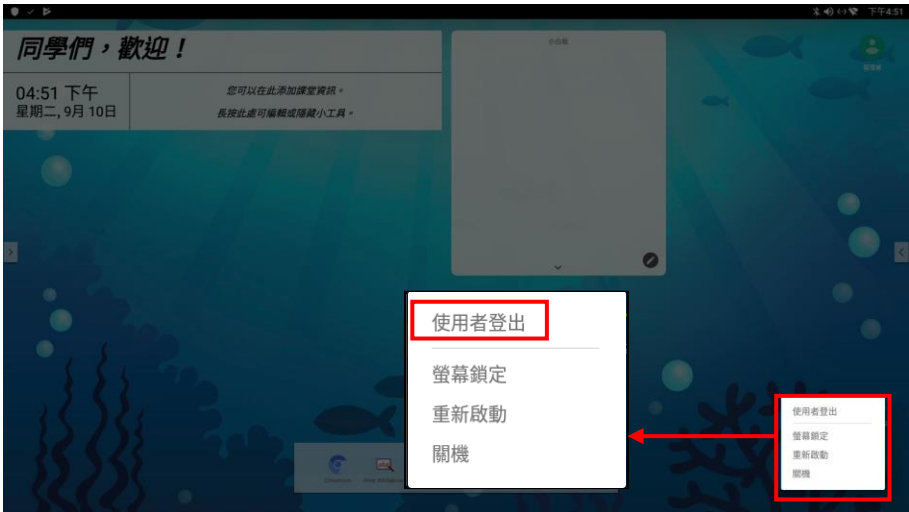 下午4:51
同學們，歡迎！
小白板
04:51 下午
星期二, 9月 10日
您可以在此添加課堂資訊。
長按此處可編輯或隱藏小工具。
使用者登出
螢幕鎖定
重新啟動
關機
使用者登出
螢幕鎖定
重新啟動
關機